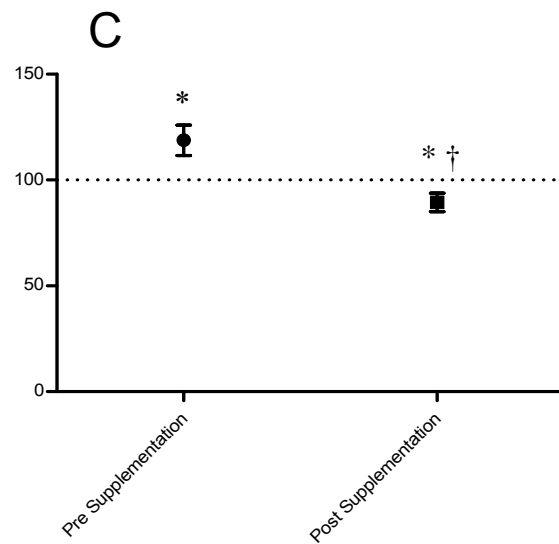 C
150
*
* †
100
50
0
Pre Supplementation
Post Supplementation